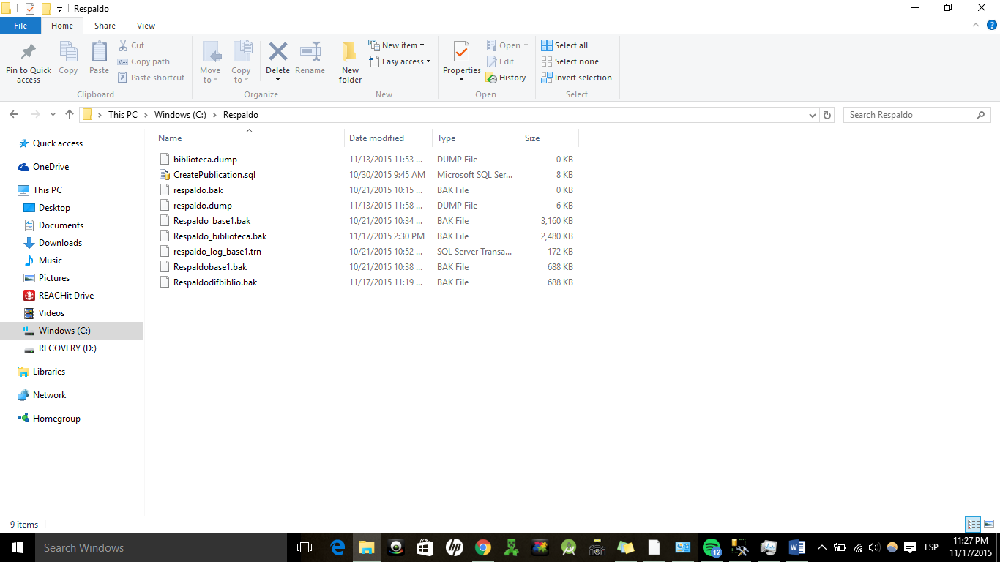 Respaldo
File Home Share View
Pin to Quick access
Copy
Paste
Cut
Copy path
Paste shortcut
Clipboard
Move to
Copy to
Delete
Rename
Organize
New folder
New item
Easy access
New
Properties
Open
Edit
History
Open
Select all
Select none
Invert selection
Select
This PC Windows (C:) Respaldo
Search Respaldo
Quick access
OneDrive
This PC
Desktop
Documents
Downloads
Music
Pictures
REACHit Drive
Videos
Windows (C:)
RECOVERY (D:)
Libraries
Network
Homegroup
Name Date modified Type Size
biblioteca.dump 11/13/2015 11:53 ... DUMP File 0 KB
CreatePublication.sql 10/30/2015 9:45 AM Microsoft SQL Ser... 8 KB
respaldo.bak 10/21/2015 10:15 ... BAK File 0 KB
respaldo.dump 11/13/2015 11:58 ... DUMP File 6 KB
Respaldo_base1.bak 10/21/2015 10:34 ... BAK File 3,160 KB
Respaldo_biblioteca.bak 11/17/2015 2:30 PM BAK File 2,480 KB
respaldo_log_base1.trn 10/21/2015 10:52 ... SQL Server Transa... 172 KB
Respaldobase1.bak 10/21/2015 10:38 ... BAK File 688 KB
Respaldodifbiblio.bak 11/17/2015 11:19 ... BAK File 688 KB
9 items
Search Windows
hp
12
W
ESP
11:27 PM
11/17/2015